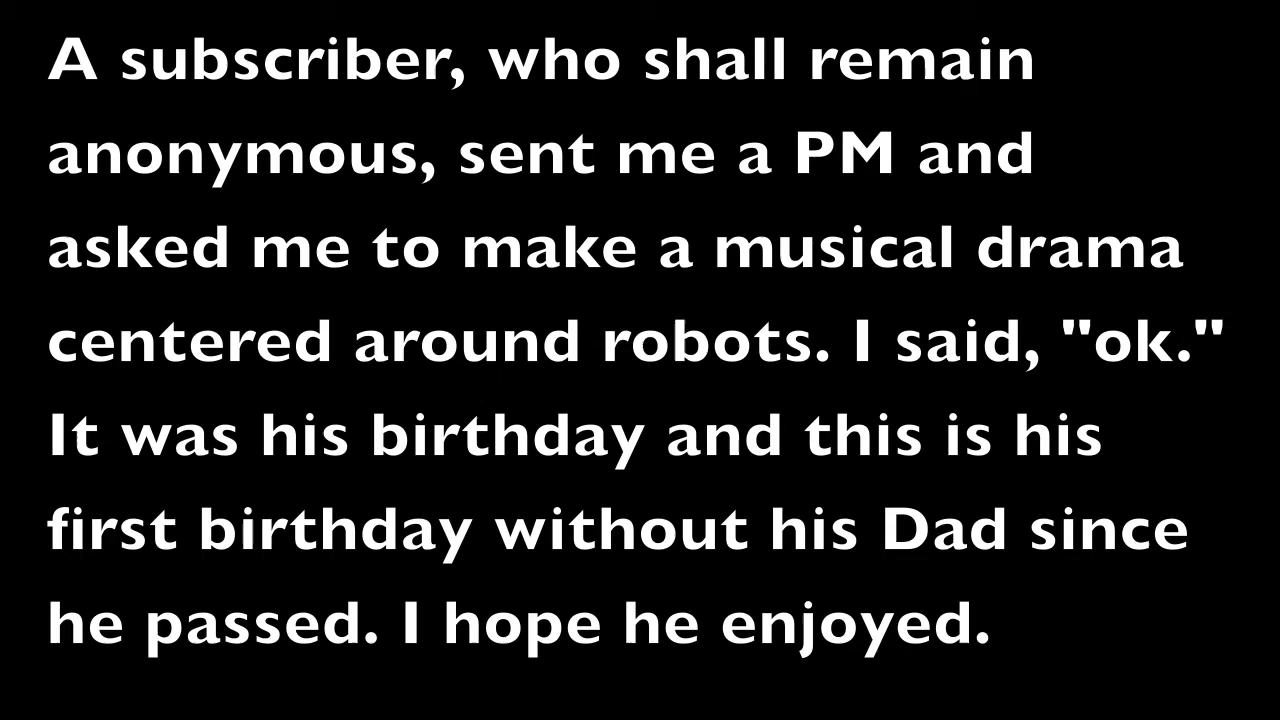 A subscriber, who shall remain
anonymous, sent me a PM and
asked me to make a musical drama
centered around robots. I said, "ok."
It was his birthday and this is his
first birthday without his Dad since
he passed. I hope he enjoyed.